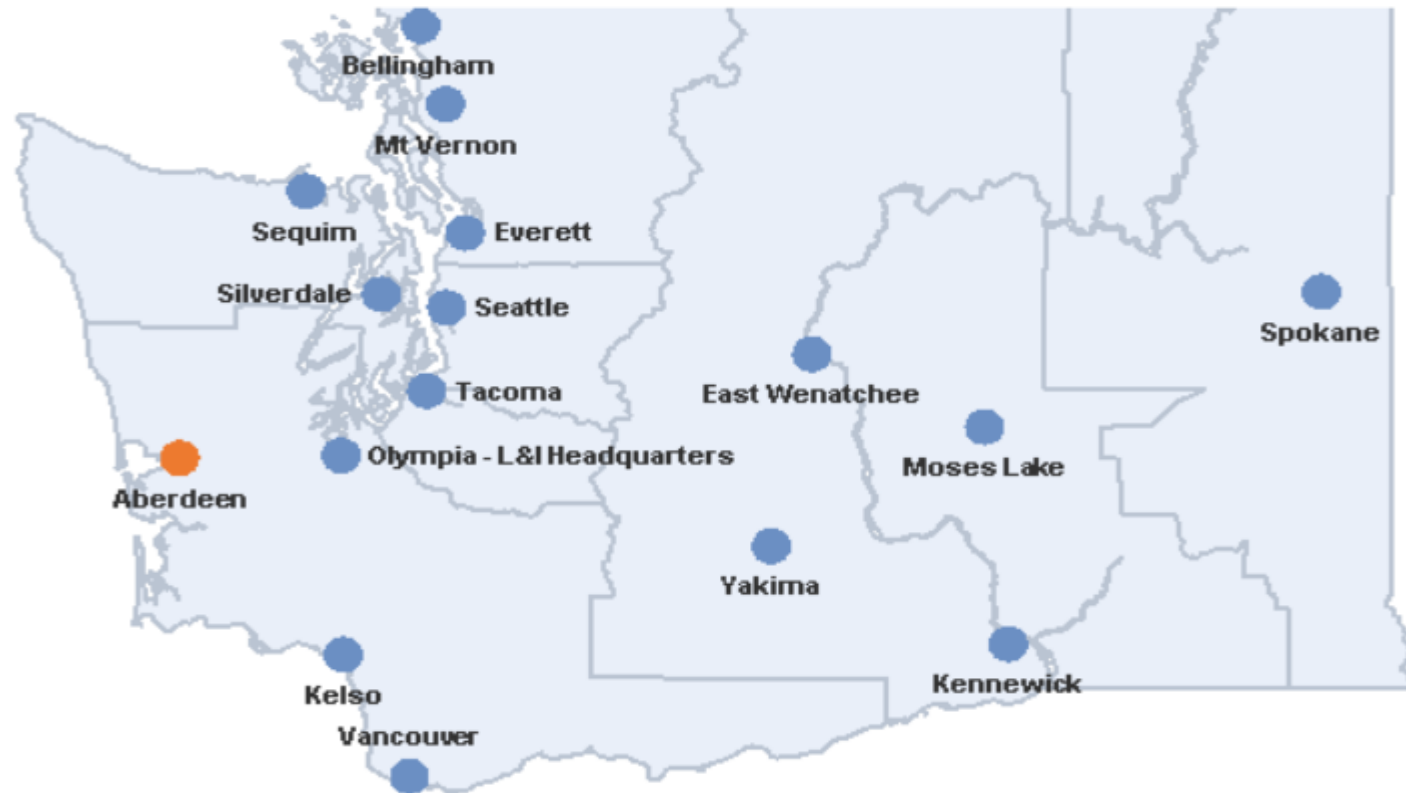 Bellingham
Mt Vernon
Sequim
Everett
Silverdale
Seattle
Spokane
Tacoma
East Wenatchee
Olympia - L&I Headquarters
Moses Lake
Aberdeen
Yakima
Kennewick
Kelso
Vancouver